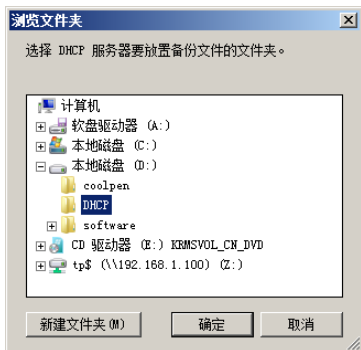 浏览文件夹
选择 DHCP 服务器要放置备份文件的文件夹。
计算机
软盘驱动器 (A:)
本地磁盘 (C:)
本地磁盘 (D:)
coolpen
DHCP
software
CD 驱动器 (E:) KRMSVOL_CN_DVD
tp$ (\\192.168.1.100) (Z:)
新建文件夹(M) 确定 取消